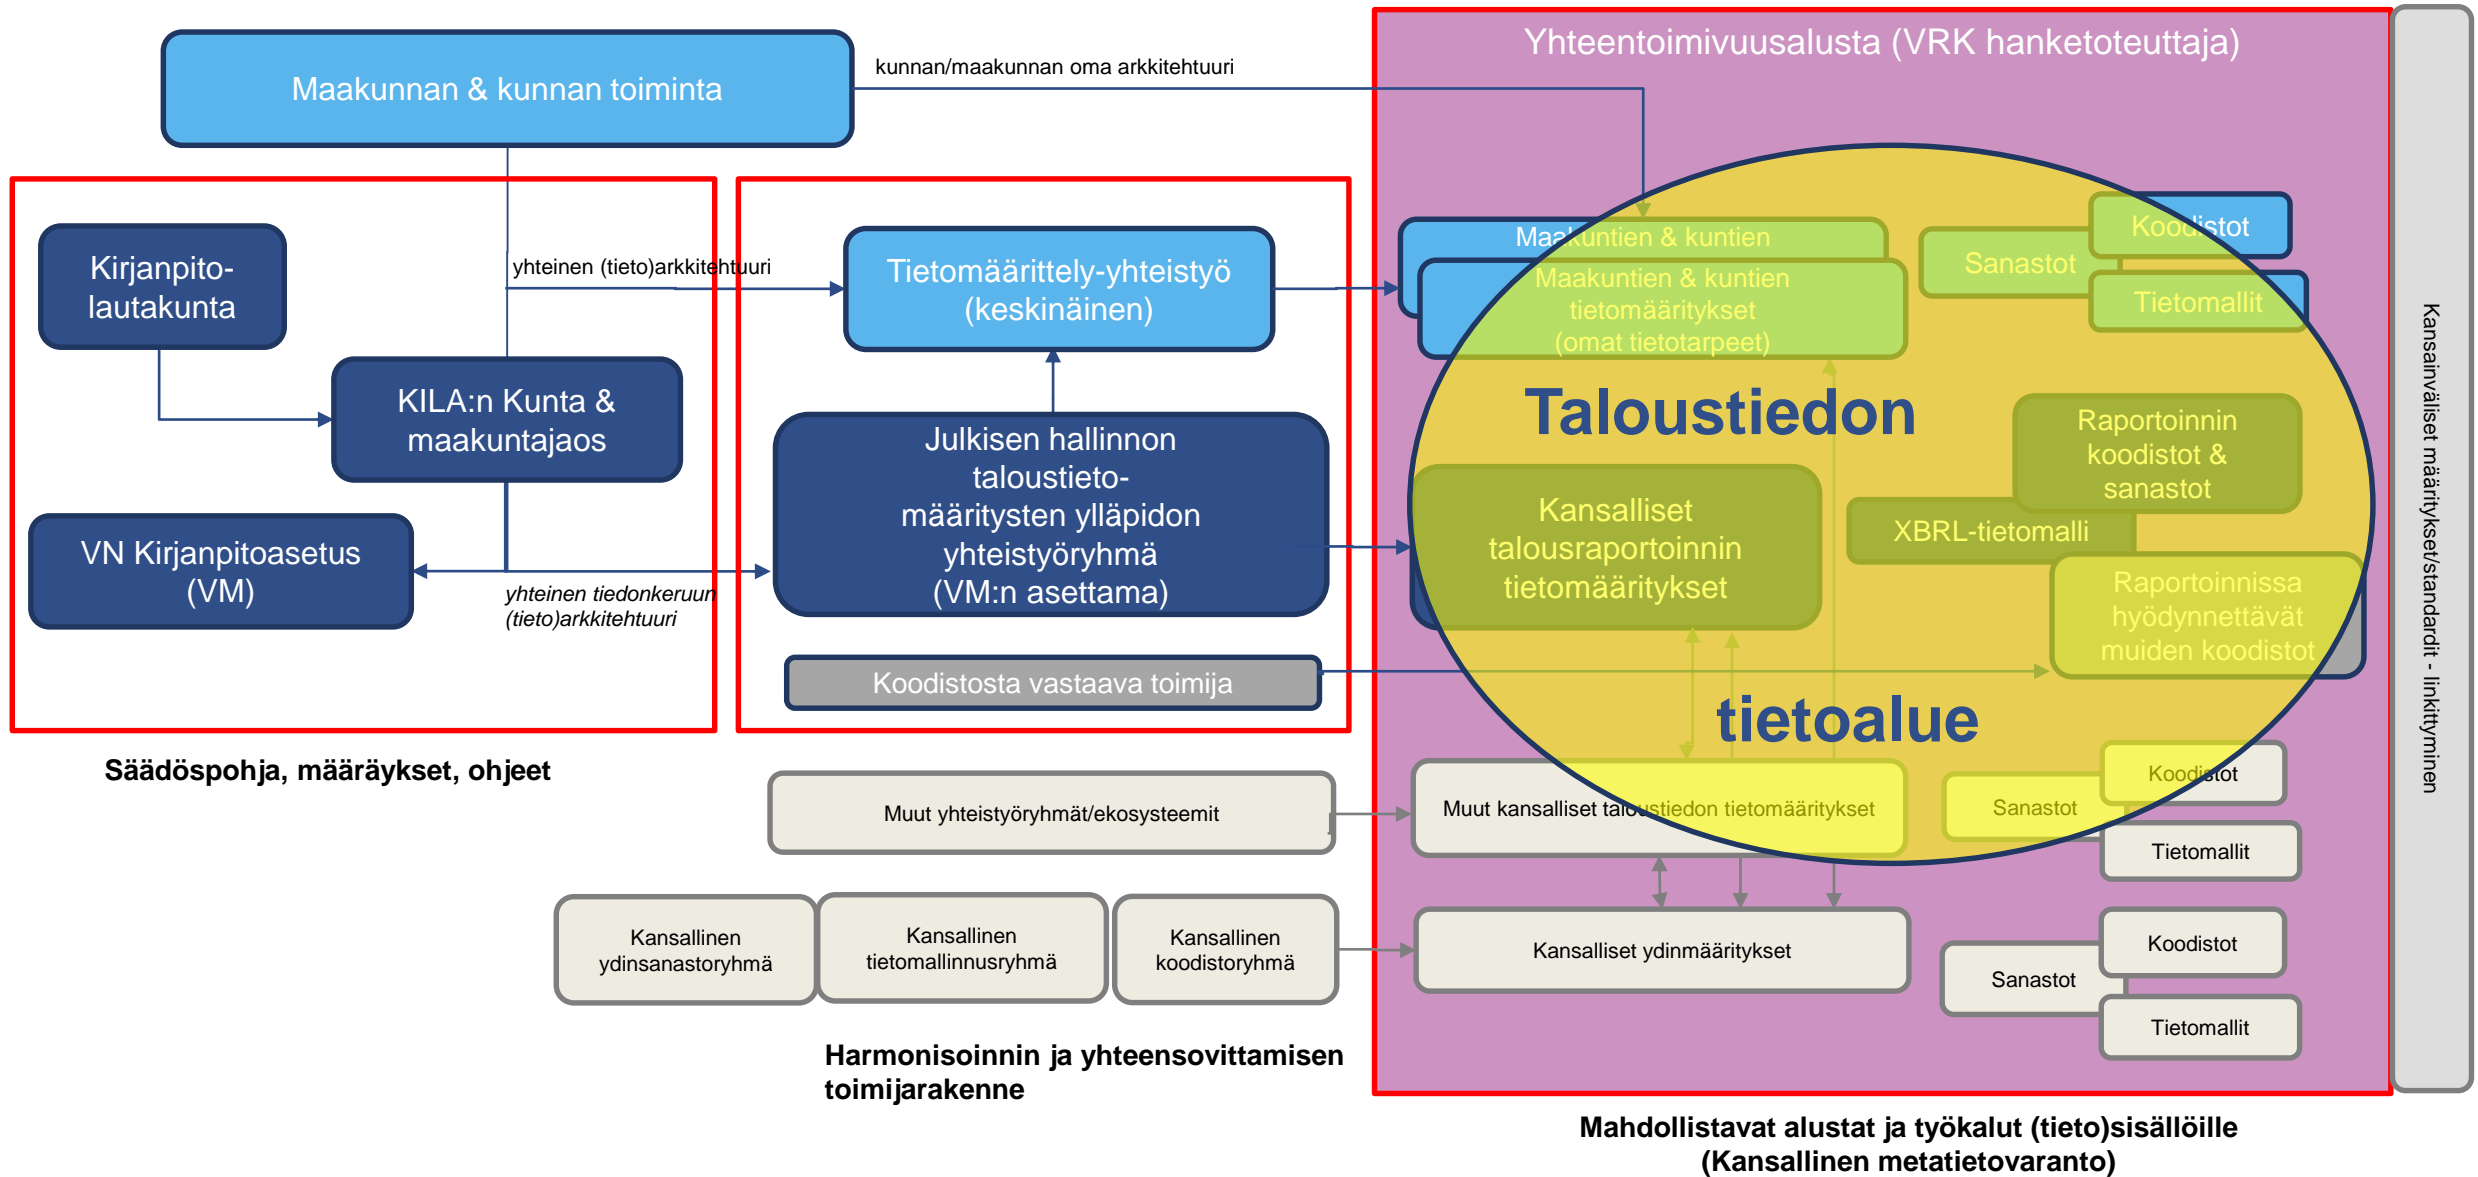 Yhteentoimivuusalusta (VRK hanketoteuttaja)
Maakunnan & kunnan toiminta
kunnan/maakunnan oma arkkitehtuuri
Kirjanpito-
lautakunta
KILA:n Kunta &
maakuntajaos
VN Kirjanpitoasetus
(VM)
yhteinen (tieto)arkkitehtuuri
yhteinen tiedonkeruun
(tieto)arkkitehtuuri
Säädöspohja, määräykset, ohjeet
Tietomäärittely-yhteistyö
(keskinäinen)
Julkisen hallinnon
taloustieto-
määritysten ylläpidon
yhteistyöryhmä
(VM:n asettama)
Koodistosta vastaava toimija
Muut yhteistyöryhmät/ekosysteemit
Kansallinen
ydinsanastoryhmä
Kansallinen
tietomallinnusryhmä
Kansallinen
koodistoryhmä
Harmonisoinnin ja yhteensovittamisen
toimijarakenne
Maakuntien & kuntien
Maakuntien & kuntien
tietomääritykset
(omat tietotarpeet)
Sanastot
Koodistot
Tietomallit
Taloustiedon
Kansalliset
talousraportoinnin
tietomääritykset
Raportoinnin
koodistot &
sanastot
XBRL-tietomalli
Raportoinnissa
hyödynnettävät
muiden koodistot
tietoalue
Muut kansalliset taloustiedon tietomääritykset
Sanastot
Koodistot
Tietomallit
Kansalliset ydinmääritykset
Sanastot
Koodistot
Tietomallit
Mahdollistavat alustat ja työkalut (tieto)sisällöille
(Kansallinen metatietovaranto)
Kansainväliset määritykset/standardit - linkittyminen